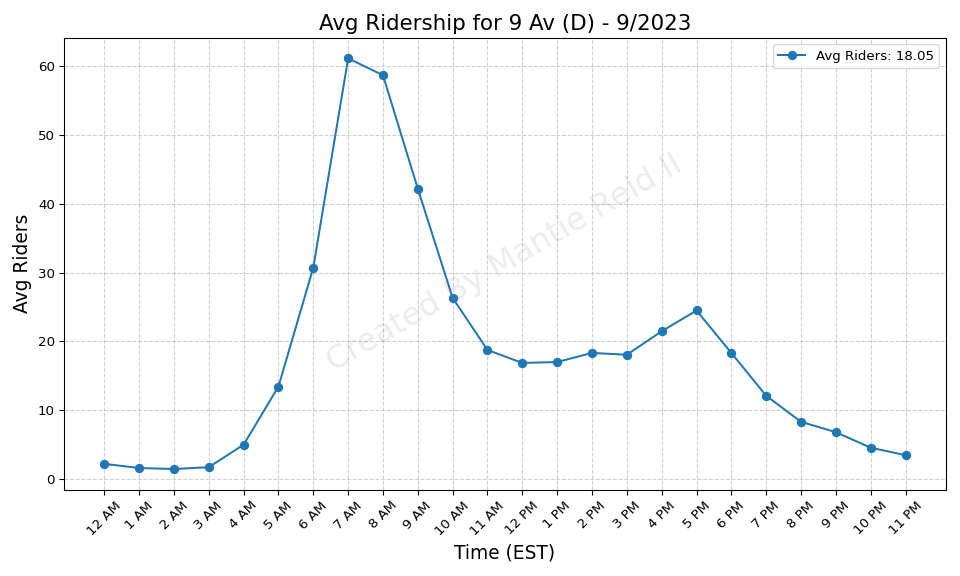 Avg Ridership for 9 Av (D) - 9/2023
Avg Riders: 18.05
60
50
40
30
20
10
0
Avg Riders
Created By Mantie Reid II
12 AM
1 AM
2 AM
3 AM
4 AM
5 AM
6 AM
7 AM
8 AM
9 AM
10 AM
11 AM
12 PM
1 PM
2 PM
3 PM
4 PM
5 PM
6 PM
7 PM
8 PM
9 PM
10 PM
11 PM
Time (EST)